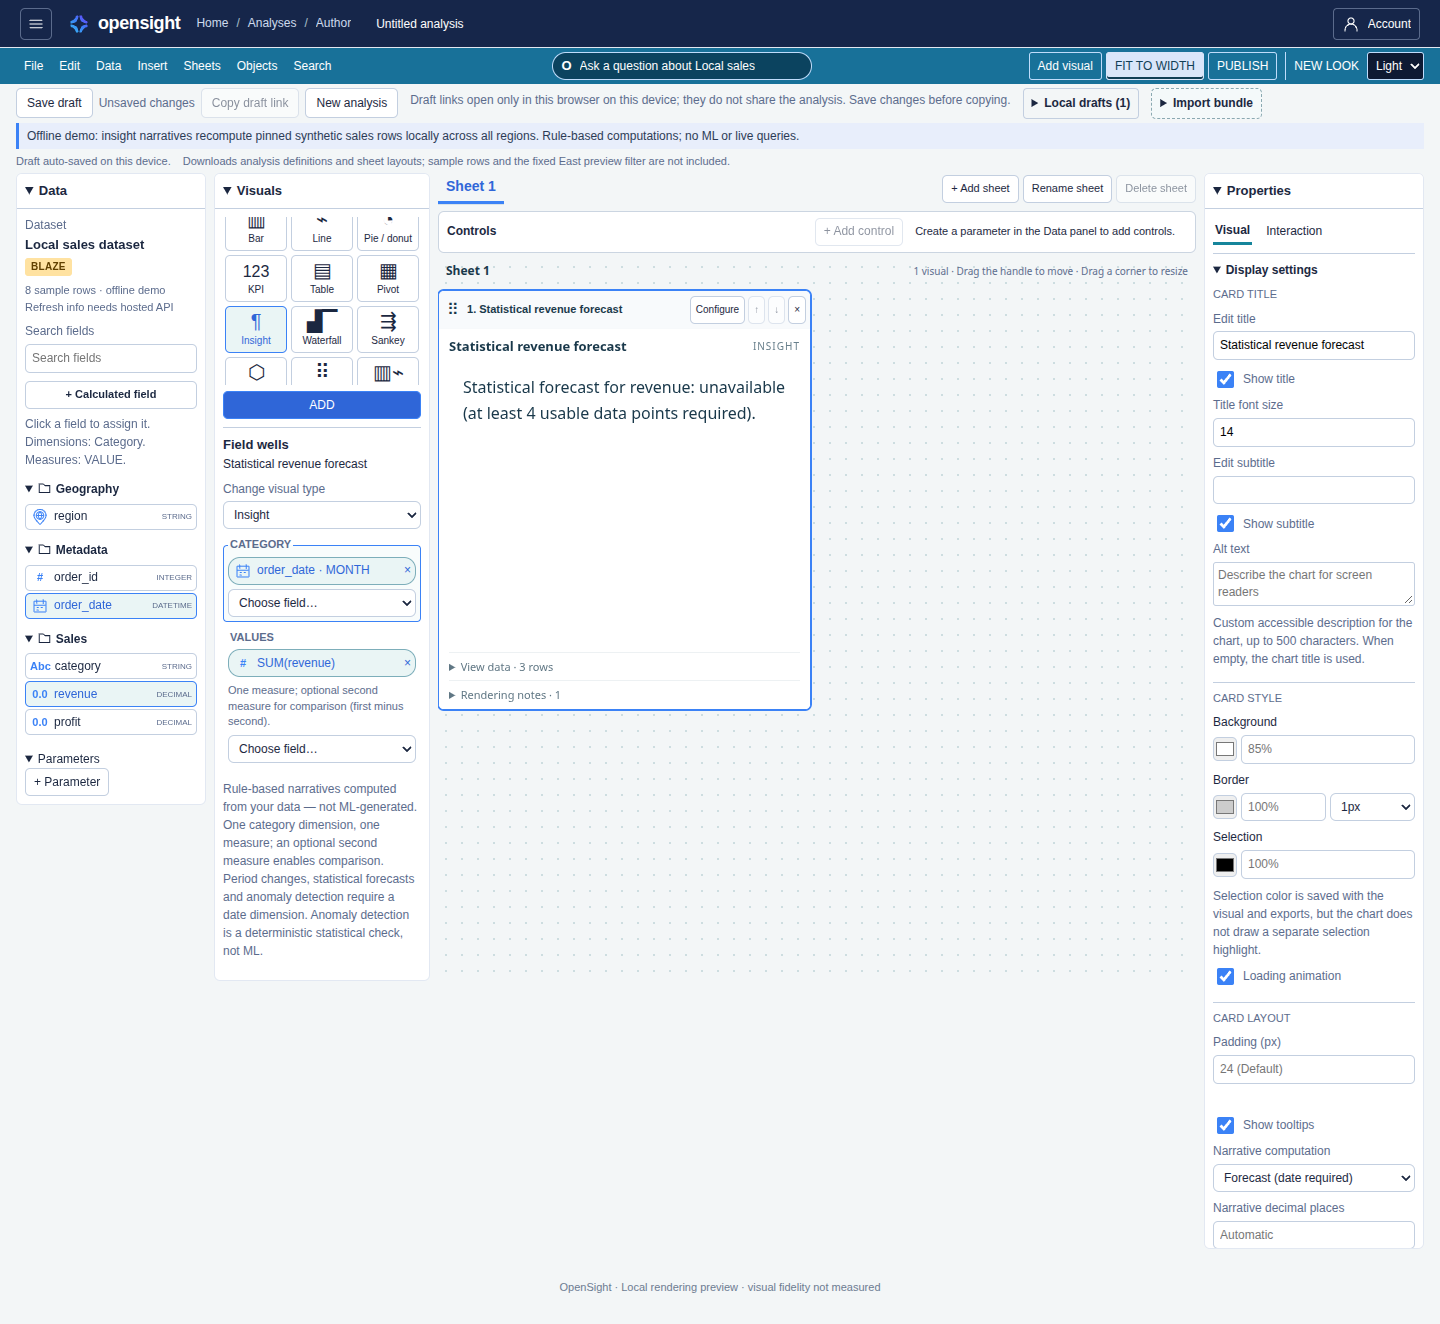 opensight
Home / Analyses / Author
Untitled analysis
Account
File
Edit
Data
Insert
Sheets
Objects
Search
Ask a question about Local sales
Add visual
FIT TO WIDTH
PUBLISH
NEW LOOK
Light
Save draft
Unsaved changes
Copy draft link
New analysis
Draft links open only in this browser on this device; they do not share the analysis. Save changes before copying.
Local drafts (1)
Import bundle
Offline demo: insight narratives recompute pinned synthetic sales rows locally across all regions. Rule-based computations; no ML or live queries.
Draft auto-saved on this device.
Downloads analysis definitions and sheet layouts; sample rows and the fixed East preview filter are not included.
Data
Dataset
Local sales dataset
BLAZE
8 sample rows · offline demo
Refresh info needs hosted API
Search fields
Search fields
+ Calculated field
Click a field to assign it.
Dimensions: Category.
Measures: VALUE.
Geography
region STRING
Metadata
# order_id INTEGER
order_date DATETIME
Sales
Abc category STRING
0.0 revenue DECIMAL
0.0 profit DECIMAL
Parameters
+ Parameter
Visuals
Bar
Line
Pie / donut
123
KPI
Table
Pivot
¶
Insight
Waterfall
Sankey
ADD
Field wells
Statistical revenue forecast
Change visual type
Insight
CATEGORY
order_date · MONTH ×
Choose field…
VALUES
# SUM(revenue) ×
One measure; optional second
measure for comparison (first minus
second).
Choose field…
Rule-based narratives computed
from your data — not ML-generated.
One category dimension, one
measure; an optional second
measure enables comparison.
Period changes, statistical forecasts
and anomaly detection require a
date dimension. Anomaly detection
is a deterministic statistical check,
not ML.
Sheet 1
+ Add sheet
Rename sheet
Delete sheet
Controls
+ Add control
Create a parameter in the Data panel to add controls.
Sheet 1
1 visual · Drag the handle to move · Drag a corner to resize
1. Statistical revenue forecast
Configure
↑
↓
×
Statistical revenue forecast
INSIGHT
Statistical forecast for revenue: unavailable
(at least 4 usable data points required).
View data · 3 rows
Rendering notes · 1
Properties
Visual
Interaction
Display settings
CARD TITLE
Edit title
Statistical revenue forecast
Show title
Title font size
14
Edit subtitle
Show subtitle
Alt text
Describe the chart for screen
readers
Custom accessible description for the
chart, up to 500 characters. When
empty, the chart title is used.
CARD STYLE
Background
85%
Border
100%
1px
Selection
100%
Selection color is saved with the
visual and exports, but the chart does
not draw a separate selection
highlight.
Loading animation
CARD LAYOUT
Padding (px)
24 (Default)
Show tooltips
Narrative computation
Forecast (date required)
Narrative decimal places
Automatic
OpenSight · Local rendering preview · visual fidelity not measured